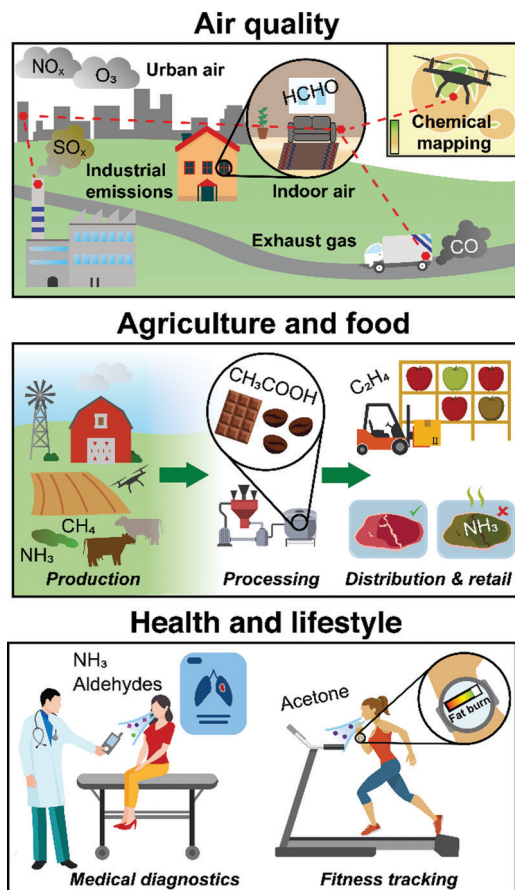 Air quality
NOₓ
O₃
Urban air
HCHO
SOₓ
Chemical
mapping
Industrial
emissions
Indoor air
Exhaust gas
CO
Agriculture and food
CH₃COOH
C₂H₄
CH₄
NH₃
NH₃
Production
Processing
Distribution & retail
Health and lifestyle
NH₃
Aldehydes
Acetone
Fat burn
Medical diagnostics
Fitness tracking